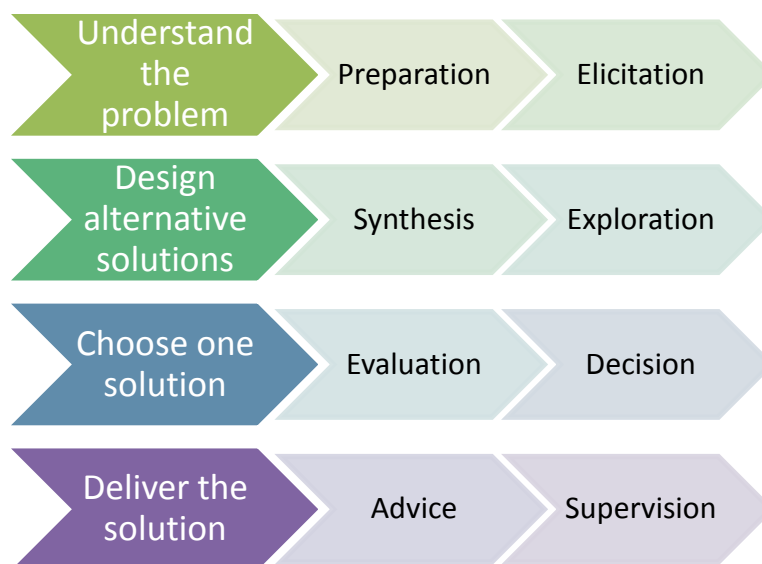 Understand
the
problem
Preparation
Elicitation
Design
alternative
solutions
Synthesis
Exploration
Choose one
solution
Evaluation
Decision
Deliver the
solution
Advice
Supervision